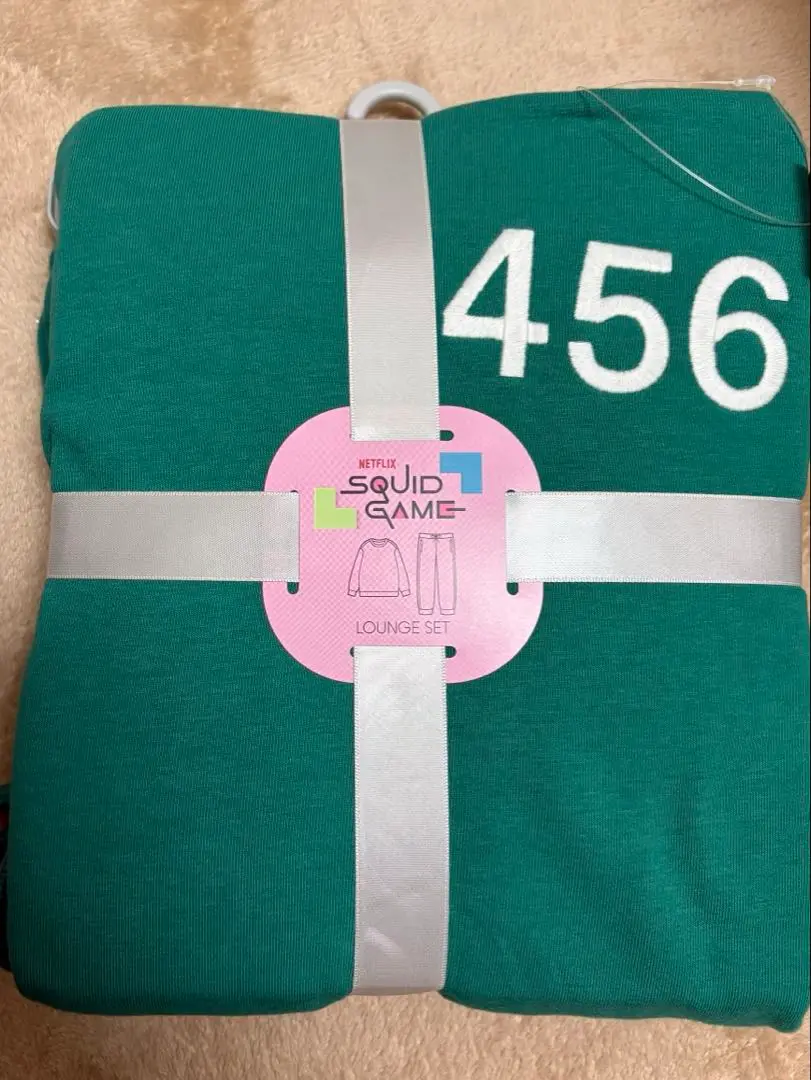 456
NETFLIX
SQUID
GAME
LOUNGE SET